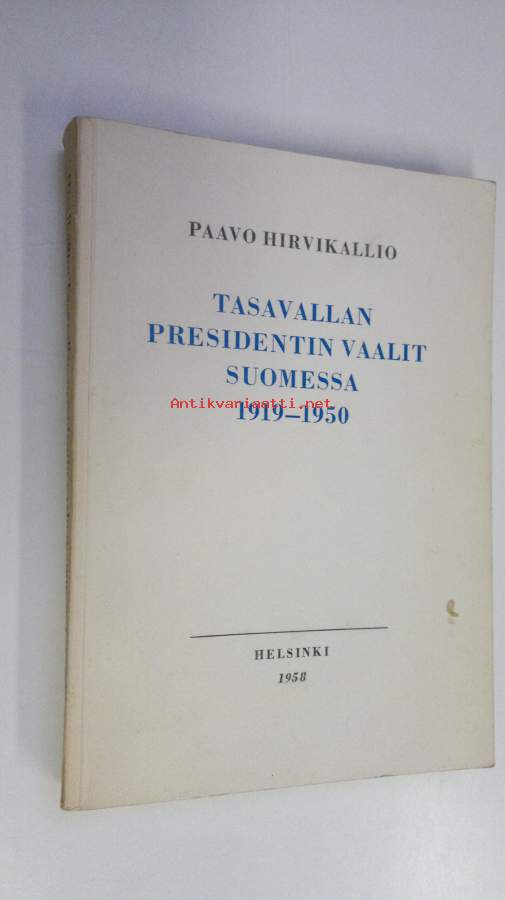 PAAVO HIRVIKALLIO
TASAVALLAN
PRESIDENTIN VAALIT
SUOMESSA
Antikvariaatti.net
1919—1950
HELSINKI
1958